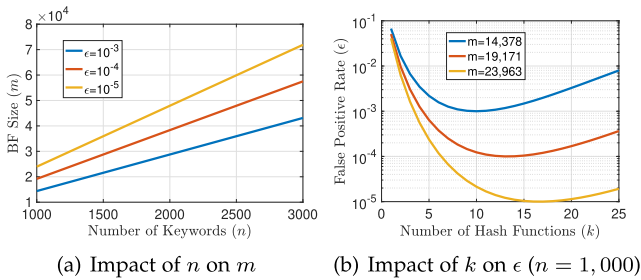 ×10⁴
8
7
6
5
4
3
2
1
BF Size (m)
ϵ=10⁻³
ϵ=10⁻⁴
ϵ=10⁻⁵
1000 1500 2000 2500 3000
Number of Keywords (n)
(a) Impact of n on m
10⁻¹
10⁻²
10⁻³
10⁻⁴
10⁻⁵
False Positive Rate (ϵ)
m=14,378
m=19,171
m=23,963
0 5 10 15 20 25
Number of Hash Functions (k)
(b) Impact of k on ϵ (n = 1, 000)